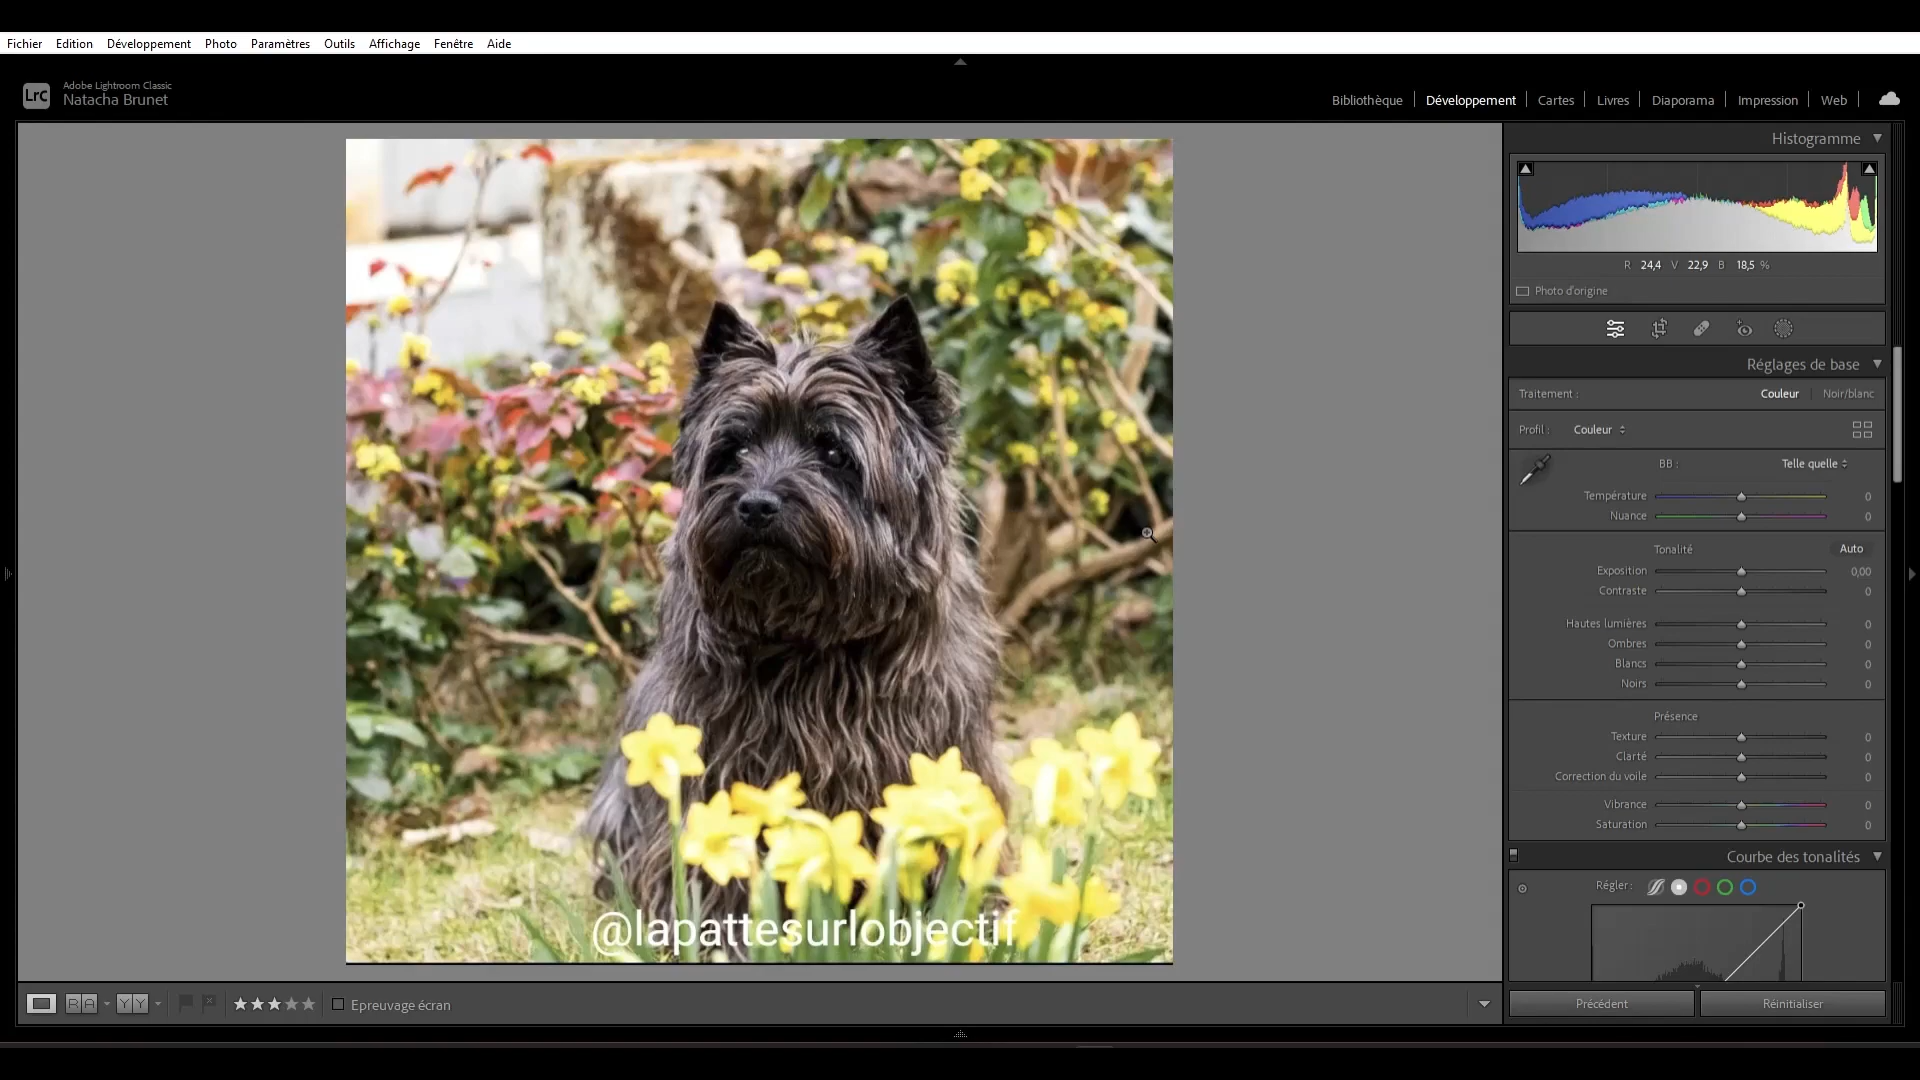 Fichier Edition Développement Photo Paramètres Outils Affichage Fenêtre Aide
LrC
Adobe Lightroom Classic
Natacha Brunet
Bibliothèque Développement Cartes Livres Diaporama Impression Web
Histogramme
R 24,4 V 22,9 B 18,5 %
Photo d'origine
Réglages de base
Traitement : Couleur Noir/blanc
Profil : Couleur
BB : Telle quelle
Température 0
Nuance 0
Tonalité Auto
Exposition 0,00
Contraste 0
Hautes lumières 0
Ombres 0
Blancs 0
Noirs 0
Présence
Texture 0
Clarté 0
Correction du voile 0
Vibrance 0
Saturation 0
Courbe des tonalités
Régler :
@lapattesurlobjectif
R A Y Y Epreuvage écran
Précédent Réinitialiser